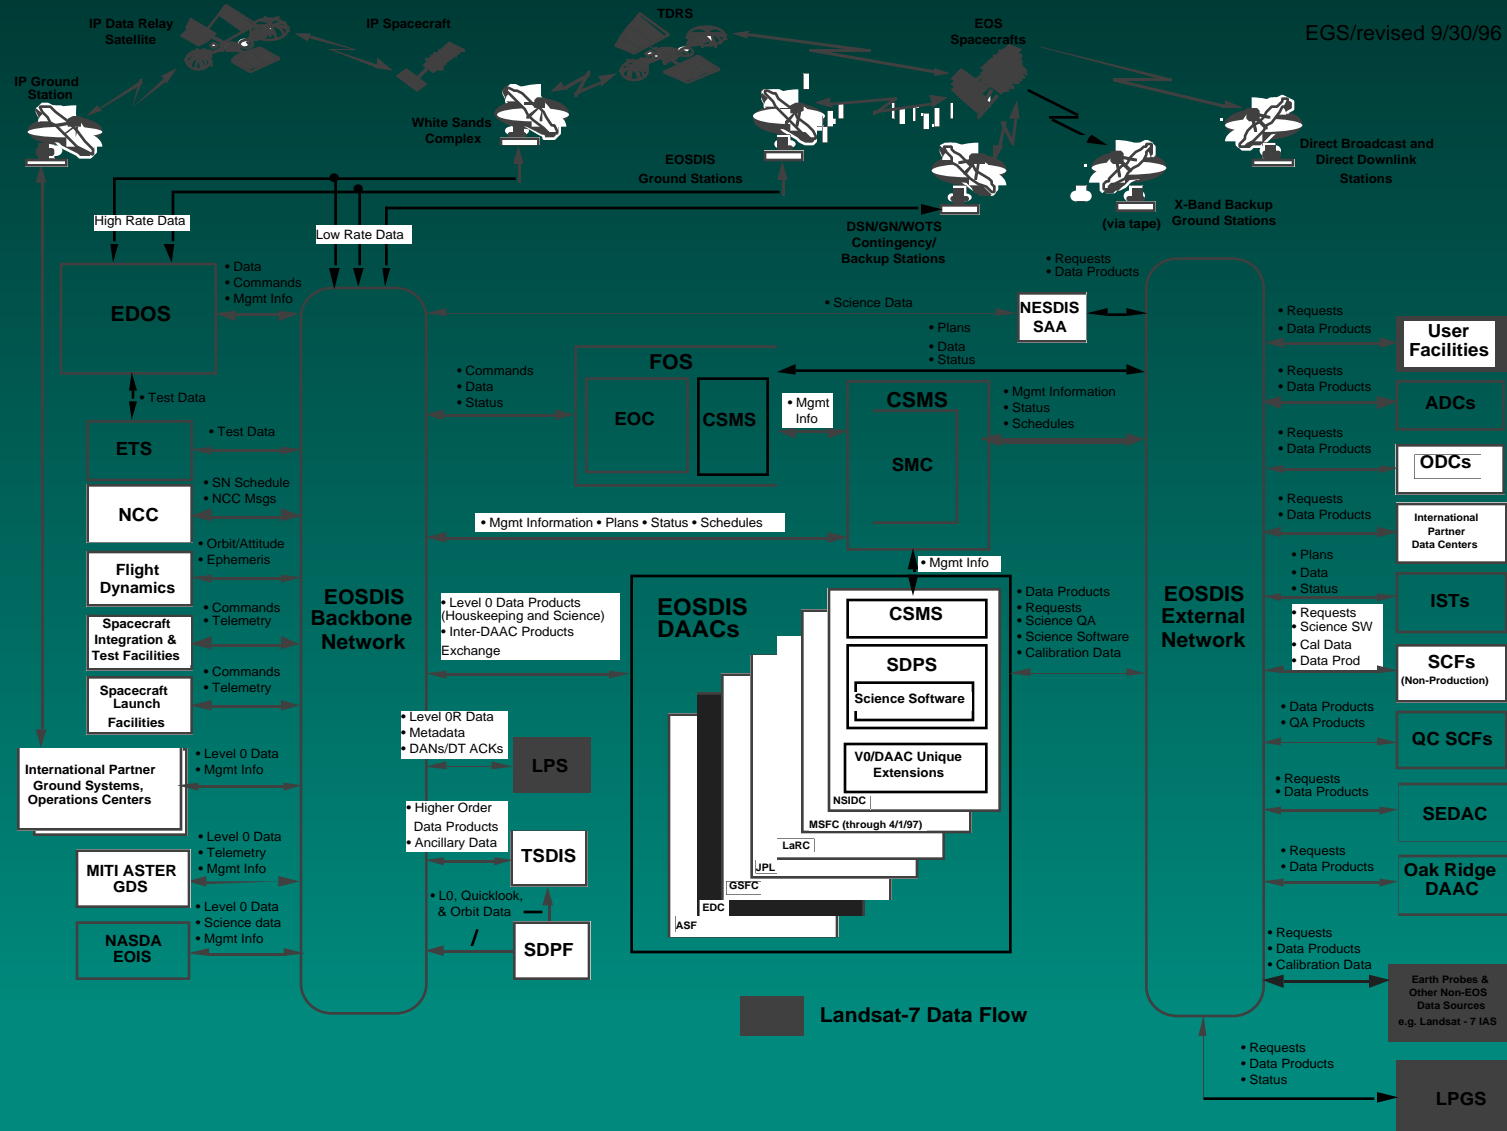 EGS/revised 9/30/96
IP Data Relay
Satellite
IP Spacecraft
TDRS
EOS
Spacecrafts
IP Ground
Station
White Sands
Complex
EOSDIS
Ground Stations
Direct Broadcast and
Direct Downlink
Stations
X-Band Backup
Ground Stations
(via tape)
DSN/GN/WOTS
Contingency/
Backup Stations
High Rate Data
Low Rate Data
EDOS
• Data
• Commands
• Mgmt Info
• Test Data
ETS
• Test Data
NCC
• SN Schedule
• NCC Msgs
Flight
Dynamics
• Orbit/Attitude
• Ephemeris
Spacecraft
Integration &
Test Facilities
• Commands
• Telemetry
Spacecraft
Launch
Facilities
• Commands
• Telemetry
International Partner
Ground Systems,
Operations Centers
• Level 0 Data
• Mgmt Info
MITI ASTER
GDS
• Level 0 Data
• Telemetry
• Mgmt Info
NASDA
EOIS
• Level 0 Data
• Science data
• Mgmt Info
EOSDIS
Backbone
Network
• Science Data
NESDIS
SAA
• Requests
• Data Products
• Plans
• Data
• Status
FOS
EOC
CSMS
• Commands
• Data
• Status
• Mgmt
Info
CSMS
SMC
• Mgmt Information
• Status
• Schedules
• Mgmt Information • Plans • Status • Schedules
• Mgmt Info
• Level 0 Data Products
(Houskeeping and Science)
• Inter-DAAC Products
Exchange
EOSDIS
DAACs
CSMS
SDPS
Science Software
V0/DAAC Unique
Extensions
NSIDC
MSFC (through 4/1/97)
LaRC
JPL
GSFC
EDC
ASF
• Data Products
• Requests
• Science QA
• Science Software
• Calibration Data
• Level 0R Data
• Metadata
• DANs/DT ACKs
LPS
• Higher Order
Data Products
• Ancillary Data
TSDIS
• L0, Quicklook,
& Orbit Data
SDPF
EOSDIS
External
Network
• Requests
• Data Products
User
Facilities
• Requests
• Data Products
ADCs
• Requests
• Data Products
ODCs
• Requests
• Data Products
International
Partner
Data Centers
• Plans
• Data
• Status
ISTs
• Requests
• Science SW
• Cal Data
• Data Prod
SCFs
(Non-Production)
• Data Products
• QA Products
QC SCFs
• Requests
• Data Products
SEDAC
• Requests
• Data Products
Oak Ridge
DAAC
• Requests
• Data Products
• Calibration Data
Earth Probes &
Other Non-EOS
Data Sources
e.g. Landsat - 7 IAS
• Requests
• Data Products
• Status
LPGS
Landsat-7 Data Flow